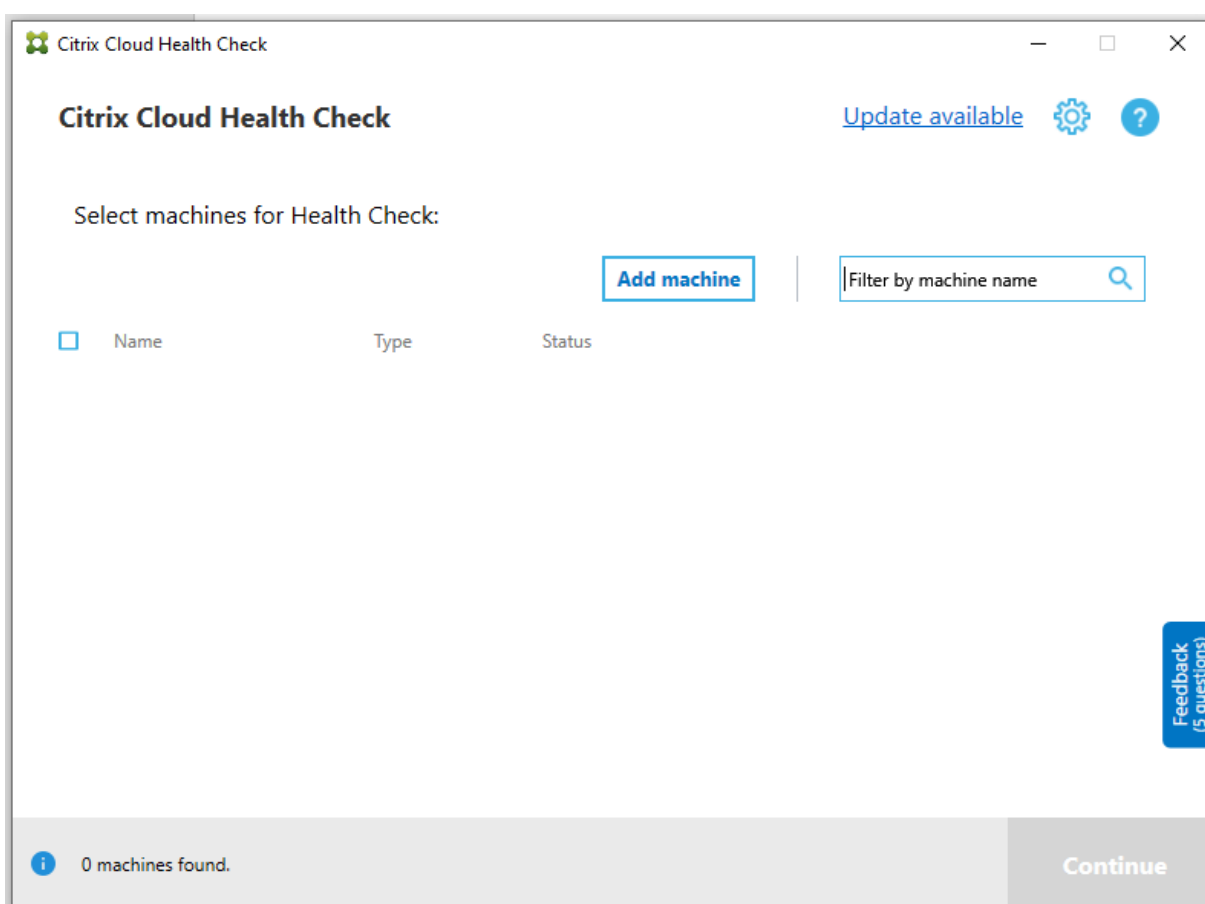 Citrix Cloud Health Check
Citrix Cloud Health Check
Update available
?
Select machines for Health Check:
Add machine
Filter by machine name
Name Type Status
Feedback
(5 questions)
i 0 machines found.
Continue